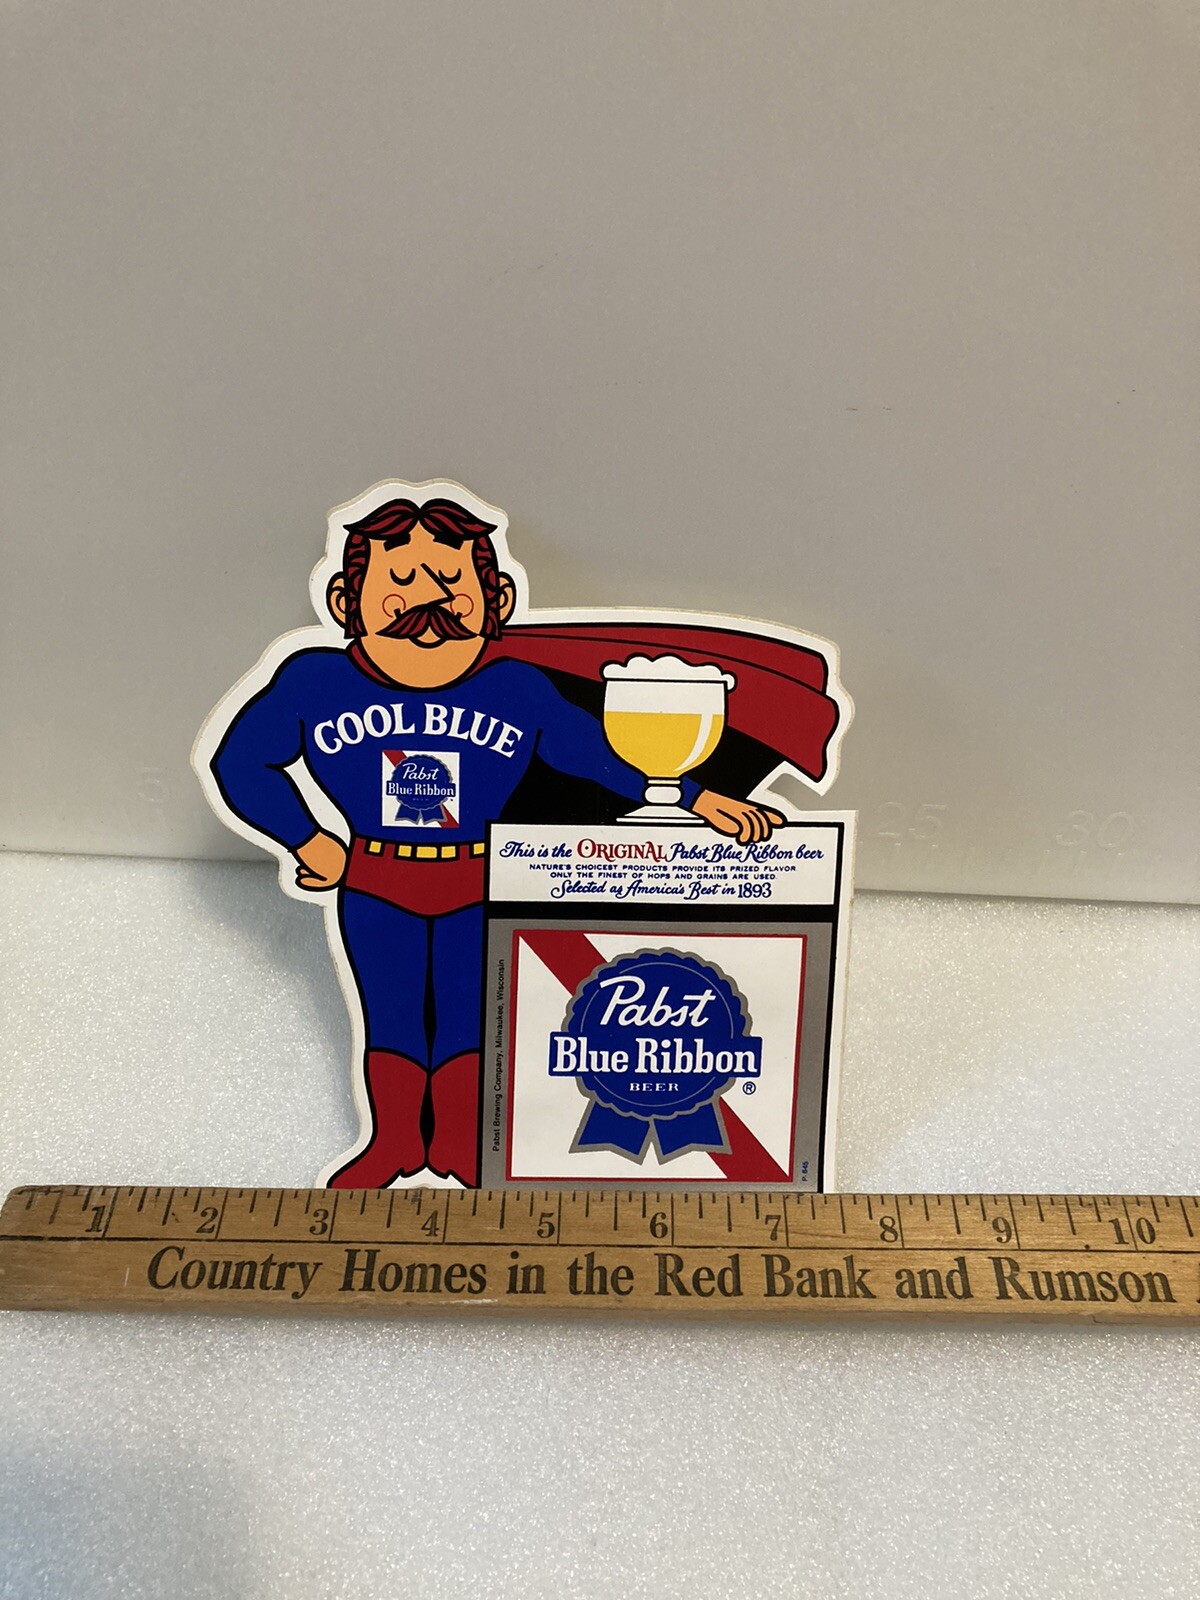 COOL BLUE
Pabst
Blue Ribbon
This is the ORIGINAL Pabst Blue Ribbon beer
NATURE'S CHOICEST PRODUCTS PROVIDE ITS PRIZED FLAVOR
ONLY THE FINEST OF HOPS AND GRAINS ARE USED.
Selected as America's Best in 1893
Pabst Brewing Company, Milwaukee, Wisconsin
Pabst
Blue Ribbon
BEER ®
P-845
1 2 3 4 5 6 7 8 9 10
Country Homes in the Red Bank and Rumson